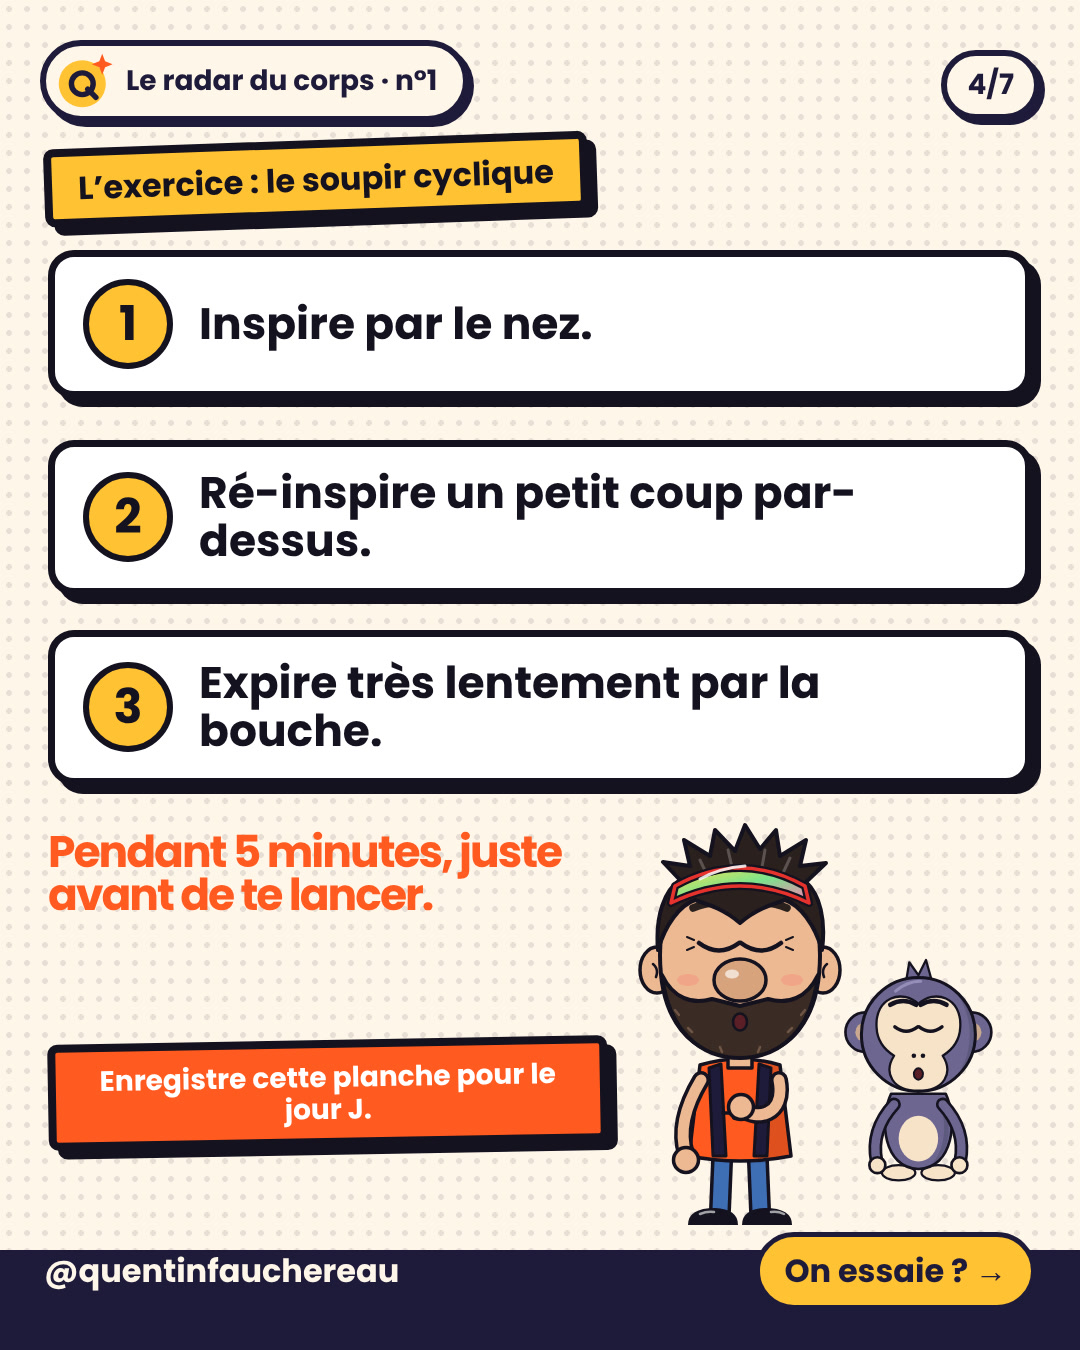 Q
Le radar du corps · n°1
4/7
L’exercice : le soupir cyclique
1
Inspire par le nez.
2
Ré-inspire un petit coup par-
dessus.
3
Expire très lentement par la
bouche.
Pendant 5 minutes, juste
avant de te lancer.
Enregistre cette planche pour le
jour J.
@quentinfauchereau
On essaie ? →